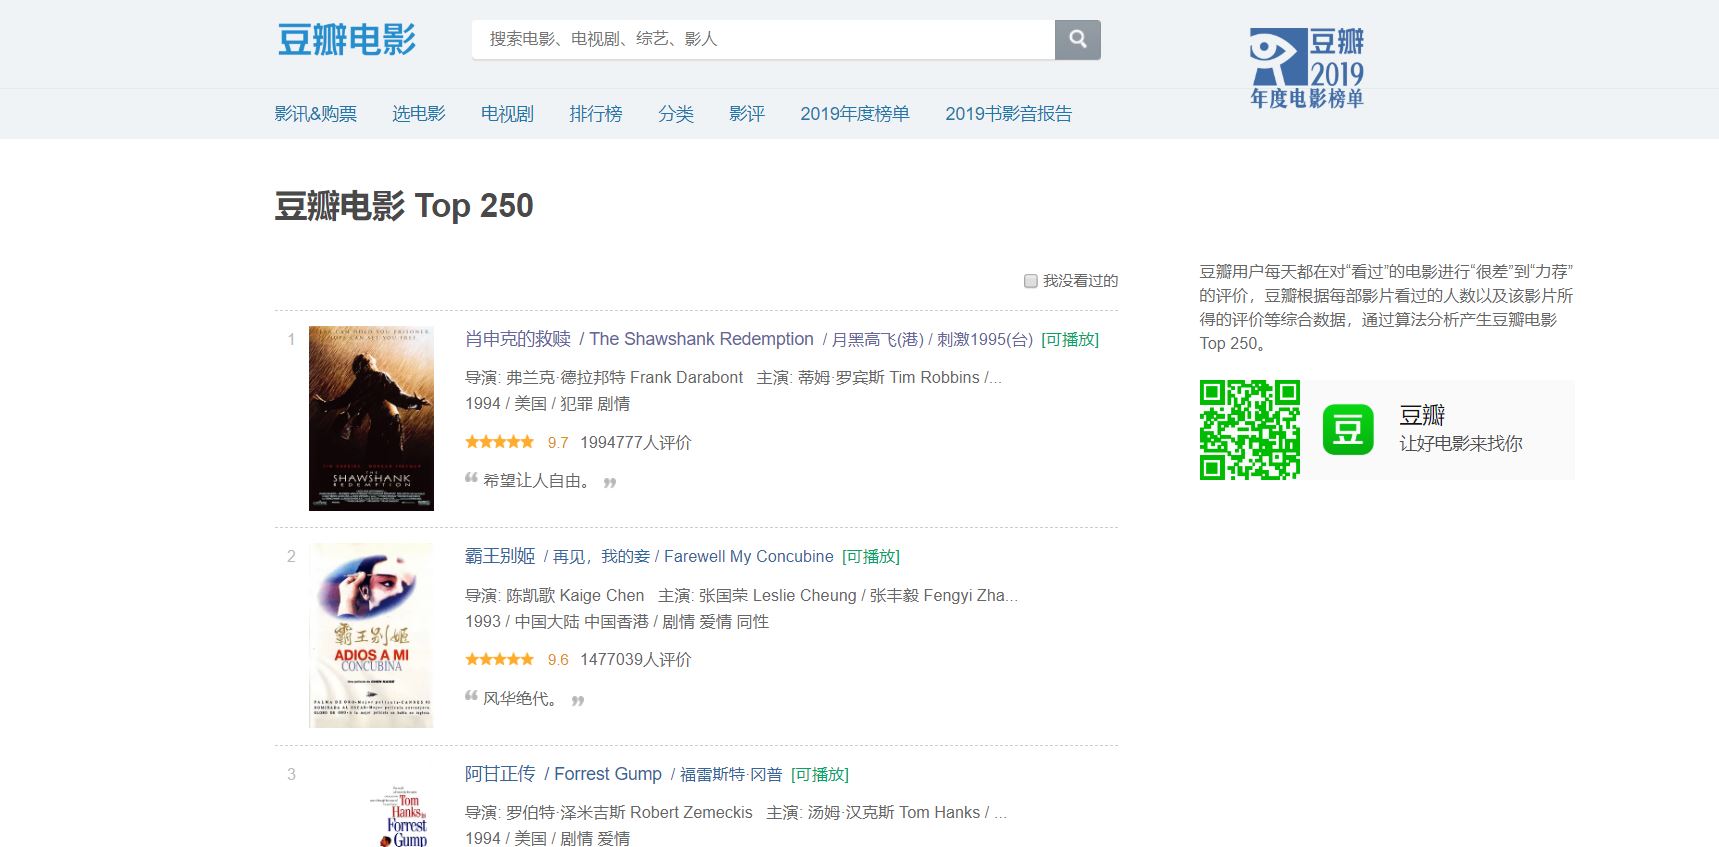 豆瓣电影
搜索电影、电视剧、综艺、影人
豆瓣
2019
年度电影榜单
影讯&购票 选电影 电视剧 排行榜 分类 影评 2019年度榜单 2019书影音报告
豆瓣电影 Top 250
我没看过的
1
肖申克的救赎 / The Shawshank Redemption / 月黑高飞(港) / 刺激1995(台) [可播放]
导演: 弗兰克·德拉邦特 Frank Darabont 主演: 蒂姆·罗宾斯 Tim Robbins /...
1994 / 美国 / 犯罪 剧情
9.7 1994777人评价
“ 希望让人自由。 ”
THE
SHAWSHANK
REDEMPTION
2
霸王别姬 / 再见，我的妾 / Farewell My Concubine [可播放]
导演: 陈凯歌 Kaige Chen 主演: 张国荣 Leslie Cheung / 张丰毅 Fengyi Zha...
1993 / 中国大陆 中国香港 / 剧情 爱情 同性
9.6 1477039人评价
“ 风华绝代。 ”
霸王别姬
ADIOS A MI
CONCUBINA
3
阿甘正传 / Forrest Gump / 福雷斯特·冈普 [可播放]
导演: 罗伯特·泽米吉斯 Robert Zemeckis 主演: 汤姆·汉克斯 Tom Hanks / ...
1994 / 美国 / 剧情 爱情
Tom
Hanks is
Forrest
Gump
豆瓣用户每天都在对“看过”的电影进行“很差”到“力荐”
的评价，豆瓣根据每部影片看过的人数以及该影片所
得的评价等综合数据，通过算法分析产生豆瓣电影
Top 250。
豆
豆瓣
让好电影来找你